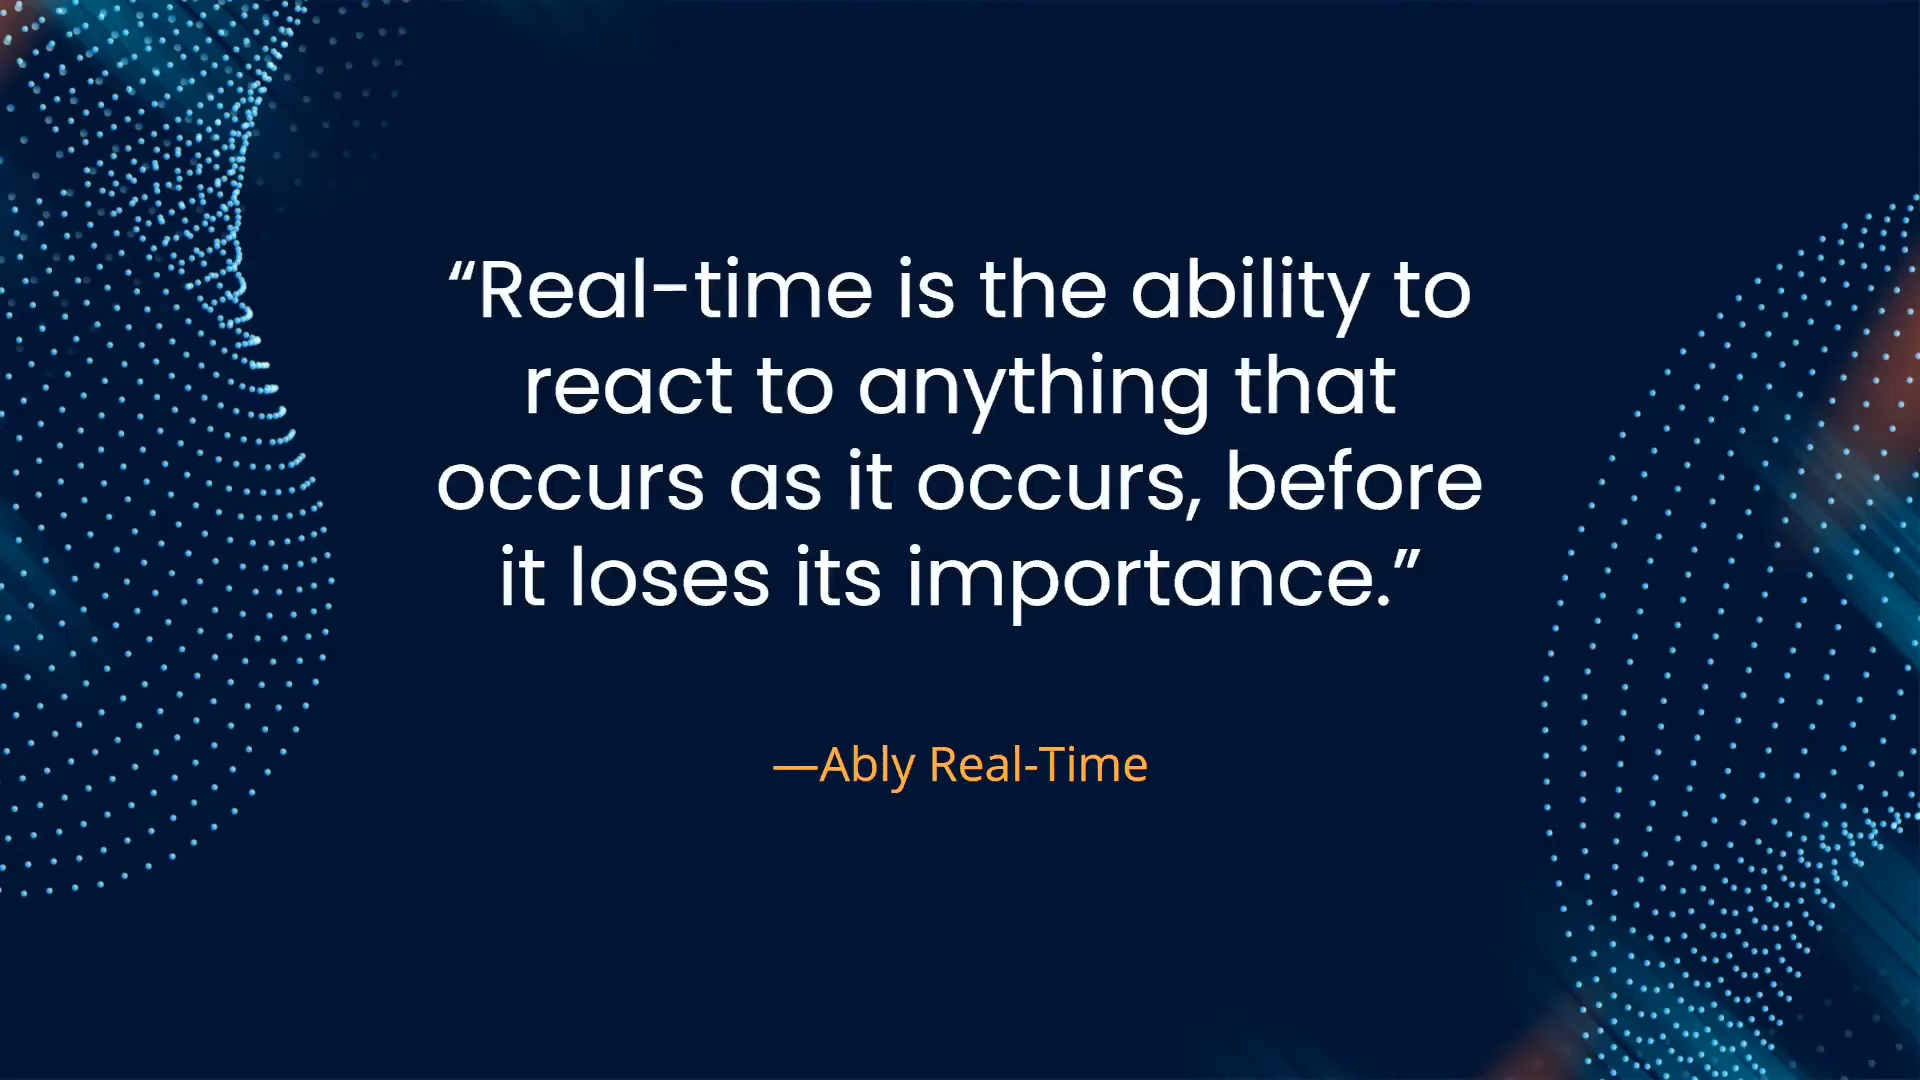 “Real-time is the ability to
react to anything that
occurs as it occurs, before
it loses its importance.”
—Ably Real-Time